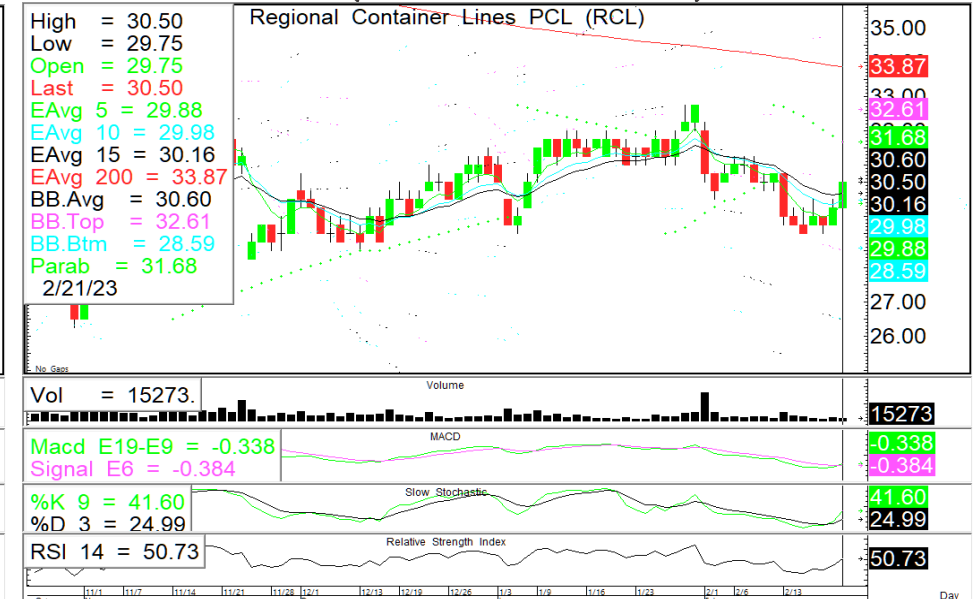 Regional Container Lines PCL (RCL)
High = 30.50
Low = 29.75
Open = 29.75
Last = 30.50
EAvg 5 = 29.88
EAvg 10 = 29.98
EAvg 15 = 30.16
EAvg 200 = 33.87
BB.Avg = 30.60
BB.Top = 32.61
BB.Btm = 28.59
Parab = 31.68
2/21/23
35.00
33.87
33.00
32.61
31.68
30.60
30.50
30.16
29.98
29.88
28.59
27.00
26.00
No Gaps
Volume
Vol = 15273.
15273
MACD
Macd E19-E9 = -0.338
Signal E6 = -0.384
-0.338
-0.384
Slow Stochastic
%K 9 = 41.60
%D 3 = 24.99
41.60
24.99
Relative Strength Index
RSI 14 = 50.73
50.73
11/1 11/7 11/14 11/21 11/28 12/1 12/13 12/19 12/26 1/3 1/9 1/16 1/23 2/1 2/6 2/13
Day